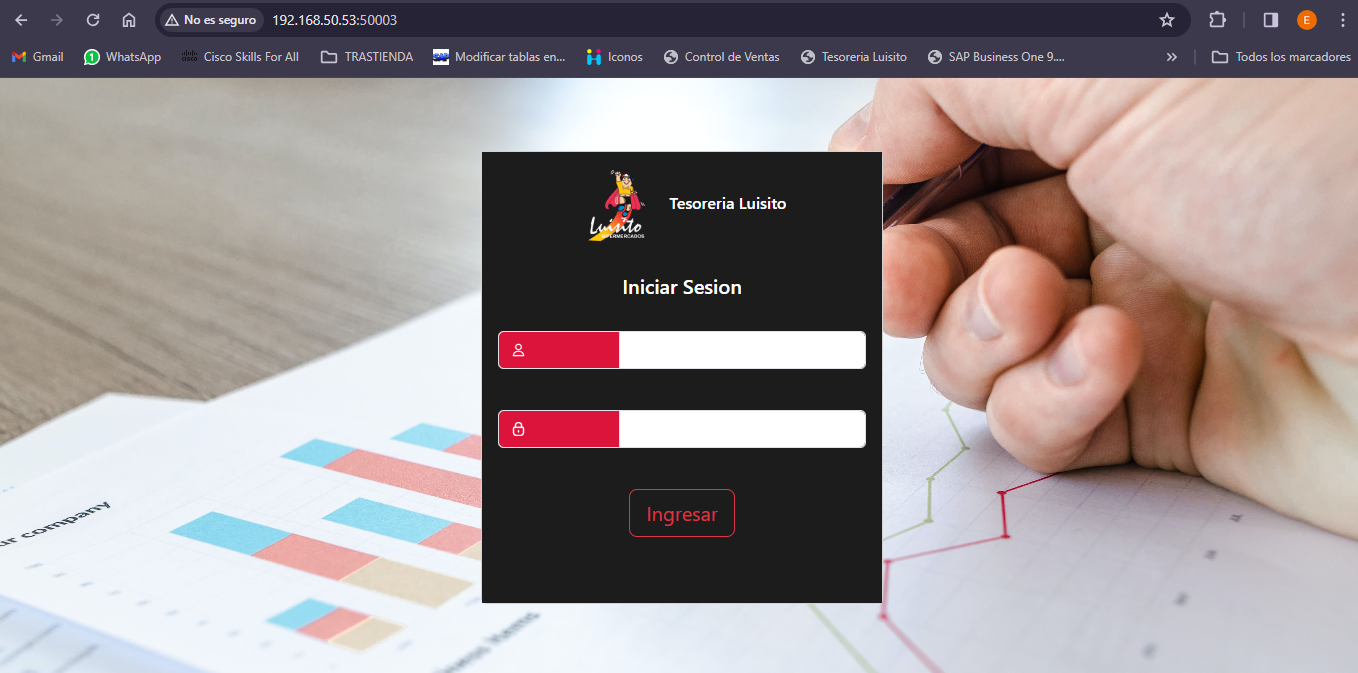 No es seguro 192.168.50.53:50003 E
Gmail WhatsApp Cisco Skills For All TRASTIENDA Modificar tablas en... Iconos Control de Ventas Tesoreria Luisito SAP Business One 9.... » Todos los marcadores
Luisito
SUPERMERCADOS
Tesoreria Luisito
Iniciar Sesion
Ingresar
company